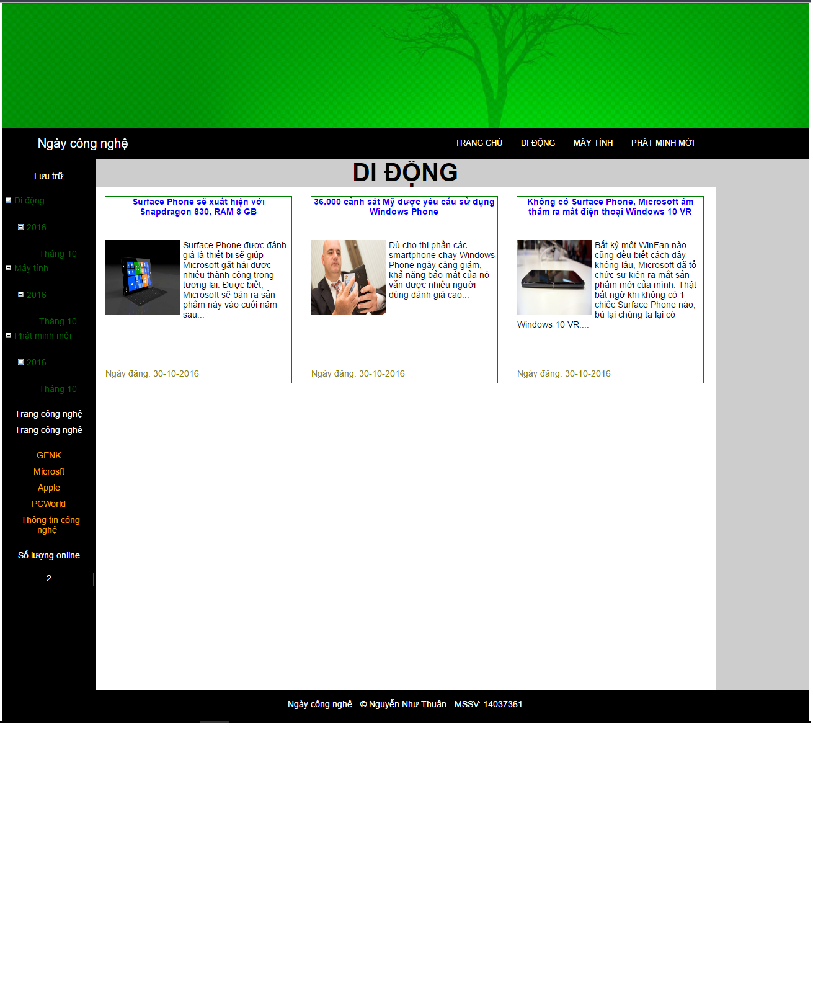 Ngày công nghệ
TRANG CHỦ DI ĐỘNG MÁY TÍNH PHÁT MINH MỚI
Lưu trữ
Di động
2016
Tháng 10
Máy tính
2016
Tháng 10
Phát minh mới
2016
Tháng 10
Trang công nghệ
Trang công nghệ
GENK
Microsft
Apple
PCWorld
Thông tin công
nghệ
Số lượng online
2
DI ĐỘNG
Surface Phone sẽ xuất hiện với
Snapdragon 830, RAM 8 GB
Surface Phone được đánh
giá là thiết bị sẽ giúp
Microsoft gặt hái được
nhiều thành công trong
tương lai. Được biết,
Microsoft sẽ bán ra sản
phẩm này vào cuối năm
sau...
Ngày đăng: 30-10-2016
36.000 cảnh sát Mỹ được yêu cầu sử dụng
Windows Phone
Dù cho thị phần các
smartphone chạy Windows
Phone ngày càng giảm,
khả năng bảo mật của nó
vẫn được nhiều người
dùng đánh giá cao...
Ngày đăng: 30-10-2016
Không có Surface Phone, Microsoft âm
thầm ra mắt điện thoại Windows 10 VR
Bất kỳ một WinFan nào
cũng đều biết cách đây
không lâu, Microsoft đã tổ
chức sự kiện ra mắt sản
phẩm mới của mình. Thật
bất ngờ khi không có 1
chiếc Surface Phone nào,
bù lại chúng ta lại có
Windows 10 VR....
Ngày đăng: 30-10-2016
Ngày công nghệ - © Nguyễn Như Thuận - MSSV: 14037361